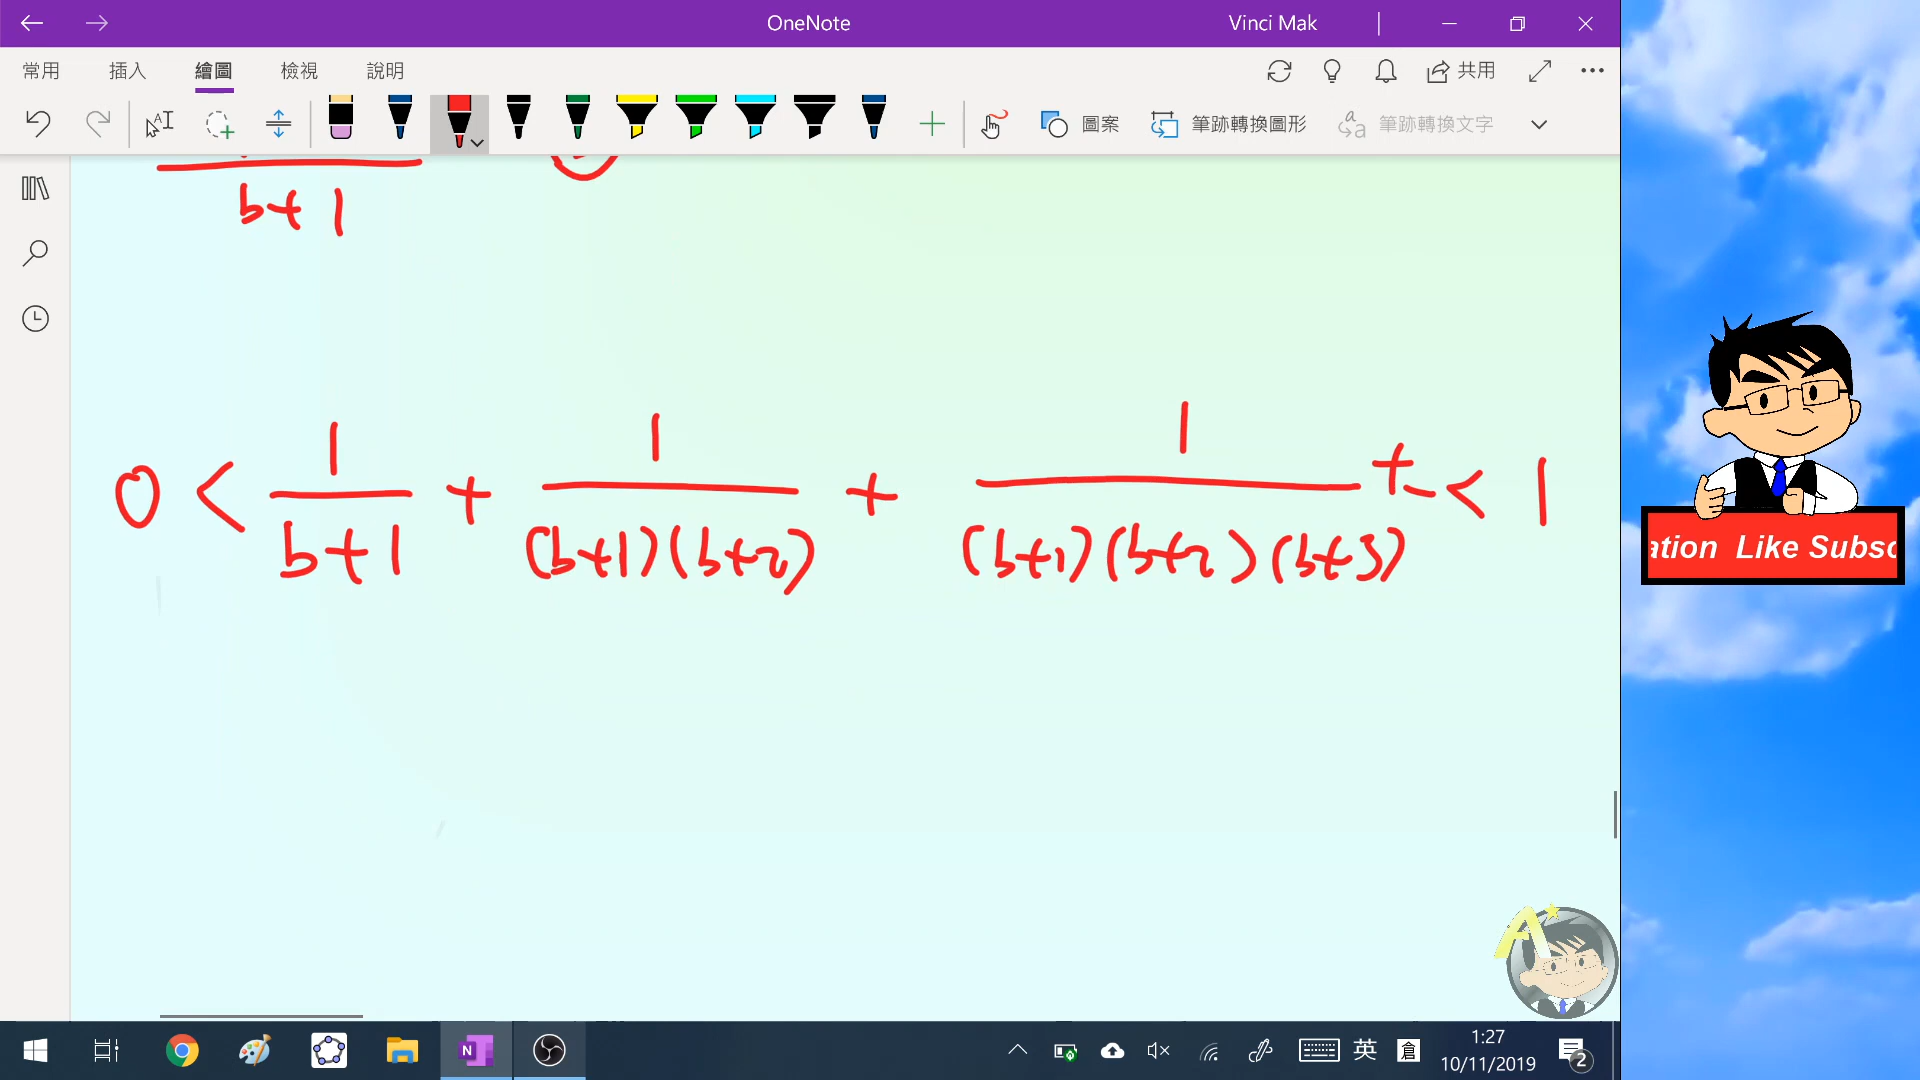 OneNote
Vinci Mak
常用 插入 繪圖 檢視 說明
共用
圖案 筆跡轉換圖形 筆跡轉換文字
b+1
0 < 1/(b+1) + 1/((b+1)(b+2)) + 1/((b+1)(b+2)(b+3)) + ... < 1
ation Like Subsc
A
英 倉
1:27
10/11/2019
2